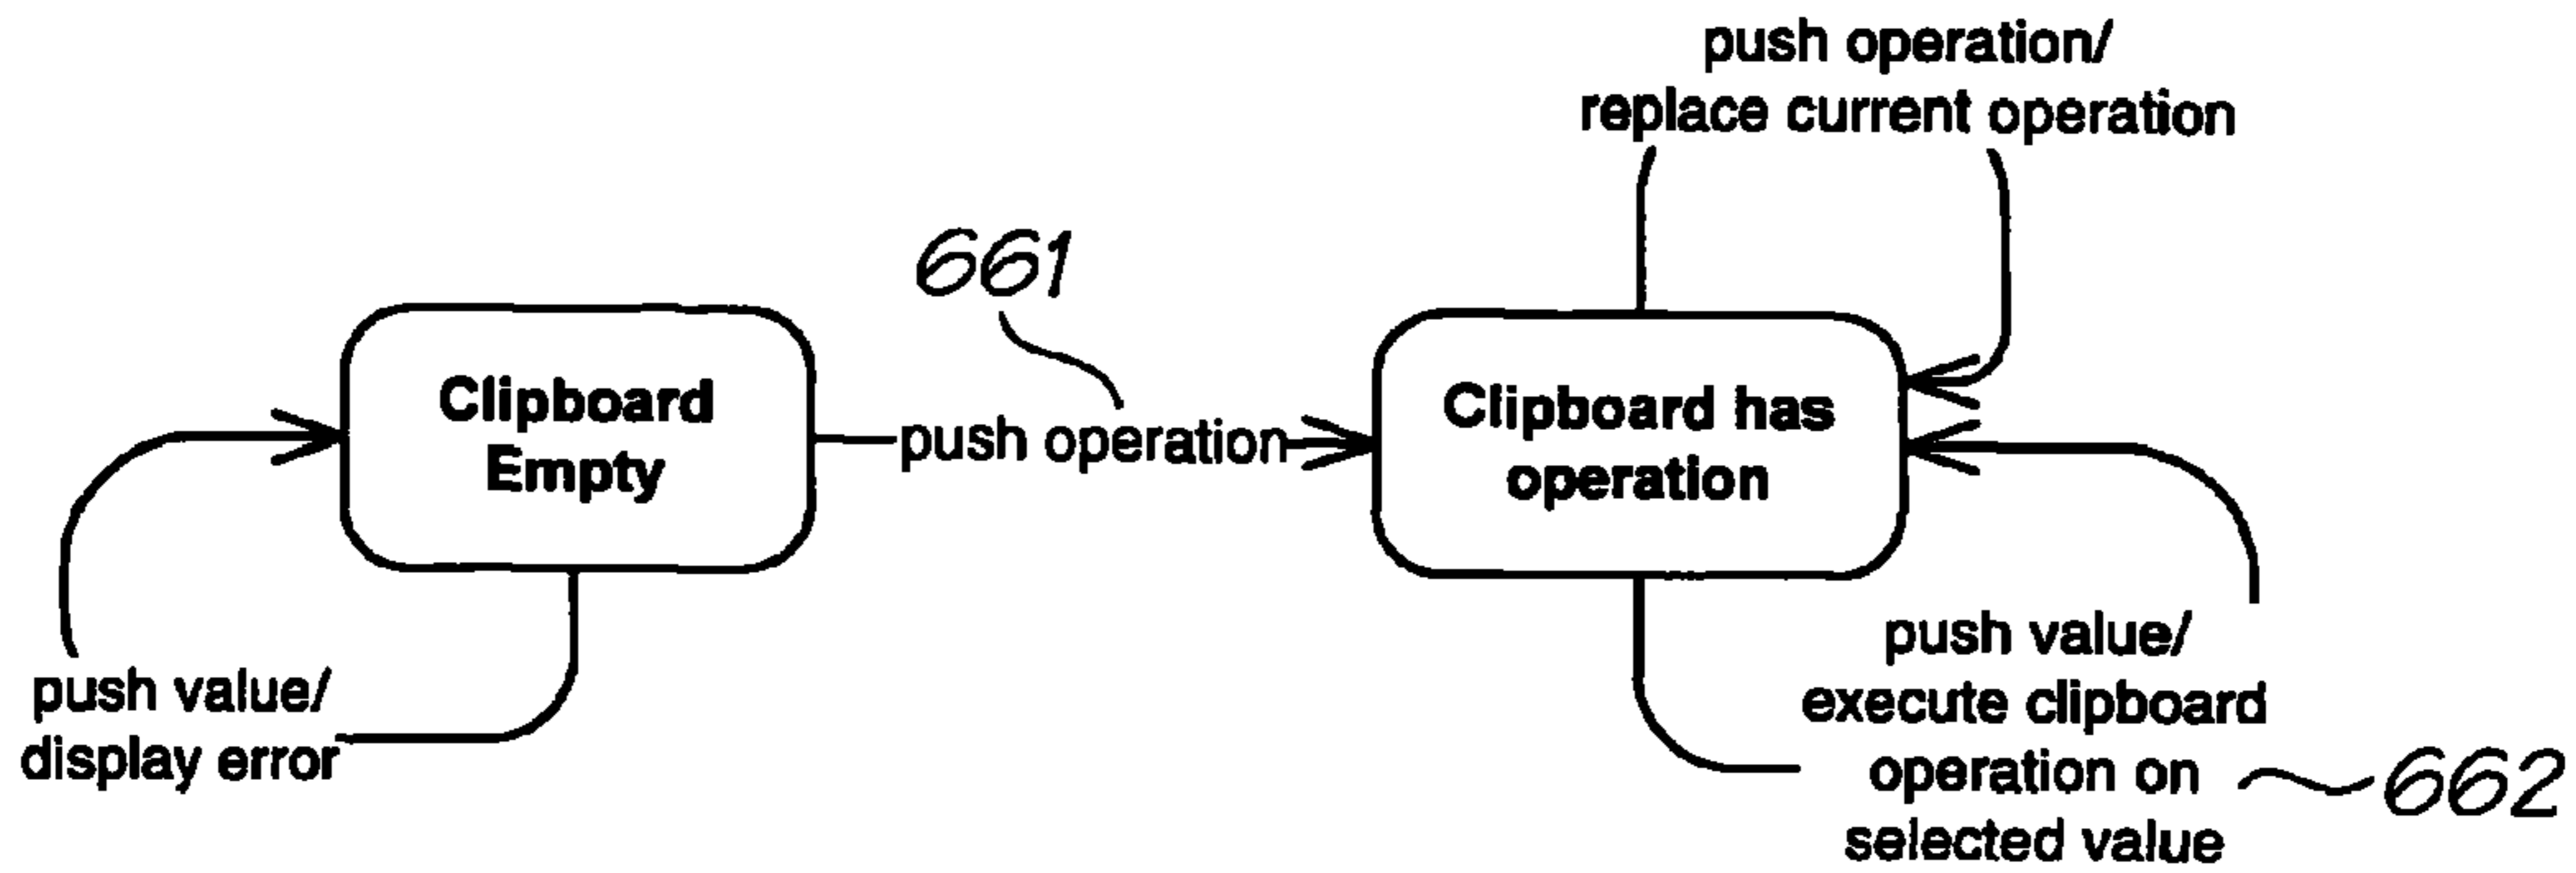 push operation/
replace current operation
661
Clipboard
Empty
push operation
Clipboard has
operation
push value/
display error
push value/
execute clipboard
operation on
selected value
662